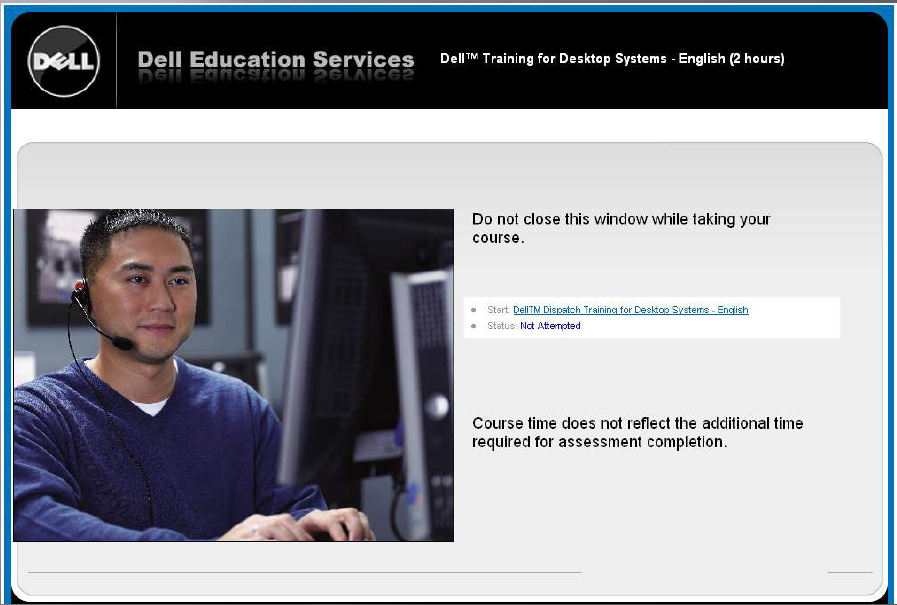 DELL
Dell Education Services
Dell™ Training for Desktop Systems - English (2 hours)
Do not close this window while taking your
course.
Start: DellTM Dispatch Training for Desktop Systems - English
Status: Not Attempted
Course time does not reflect the additional time
required for assessment completion.